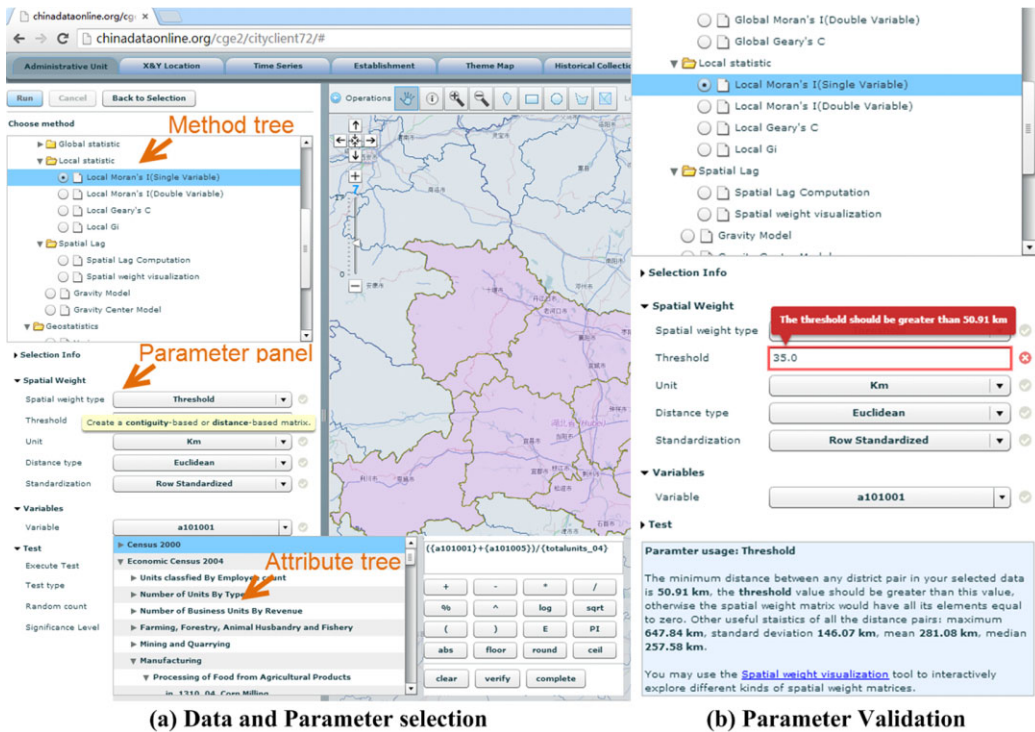 chinadataonline.org/cg
chinadataonline.org/cge2/cityclient72/#
Administrative Unit
X&Y Location
Time Series
Establishment
Theme Map
Historical Collectio
Run
Cancel
Back to Selection
Operations
Choose method
Method tree
Global statistic
Local statistic
Local Moran's I(Single Variable)
Local Moran's I(Double Variable)
Local Geary's C
Local Gi
Spatial Lag
Spatial Lag Computation
Spatial weight visualization
Gravity Model
Gravity Center Model
Geostatistics
Selection Info
Parameter panel
Spatial Weight
Spatial weight type
Threshold
Threshold
Create a contiguity-based or distance-based matrix.
Unit
Km
Distance type
Euclidean
Standardization
Row Standardized
Variables
Variable
a101001
Test
Execute Test
Test type
Random count
Significance Level
Census 2000
Economic Census 2004
Attribute tree
Units classfied By Employee count
Number of Units By Type
Number of Business Units By Revenue
Farming, Forestry, Animal Husbandry and Fishery
Mining and Quarrying
Manufacturing
Processing of Food from Agricultural Products
in_1310_04 Corn Milling
((a101001}+{a101005})/{totalunits_04}
+ - * /
% ^ log sqrt
( ) E PI
abs floor round ceil
clear verify complete
7
0
(a) Data and Parameter selection
Global Moran's I(Double Variable)
Global Geary's C
Local statistic
Local Moran's I(Single Variable)
Local Moran's I(Double Variable)
Local Geary's C
Local Gi
Spatial Lag
Spatial Lag Computation
Spatial weight visualization
Gravity Model
Selection Info
Spatial Weight
The threshold should be greater than 50.91 km
Spatial weight type
Threshold
35.0
Unit
Km
Distance type
Euclidean
Standardization
Row Standardized
Variables
Variable
a101001
Test
Paramter usage: Threshold
The minimum distance between any district pair in your selected data
is 50.91 km, the threshold value should be greater than this value,
otherwise the spatial weight matrix would have all its elements equal
to zero. Other useful staistics of all the distance pairs: maximum
647.84 km, standard deviation 146.07 km, mean 281.08 km, median
257.58 km.
You may use the Spatial weight visualization tool to interactively
explore different kinds of spatial weight matrices.
(b) Parameter Validation